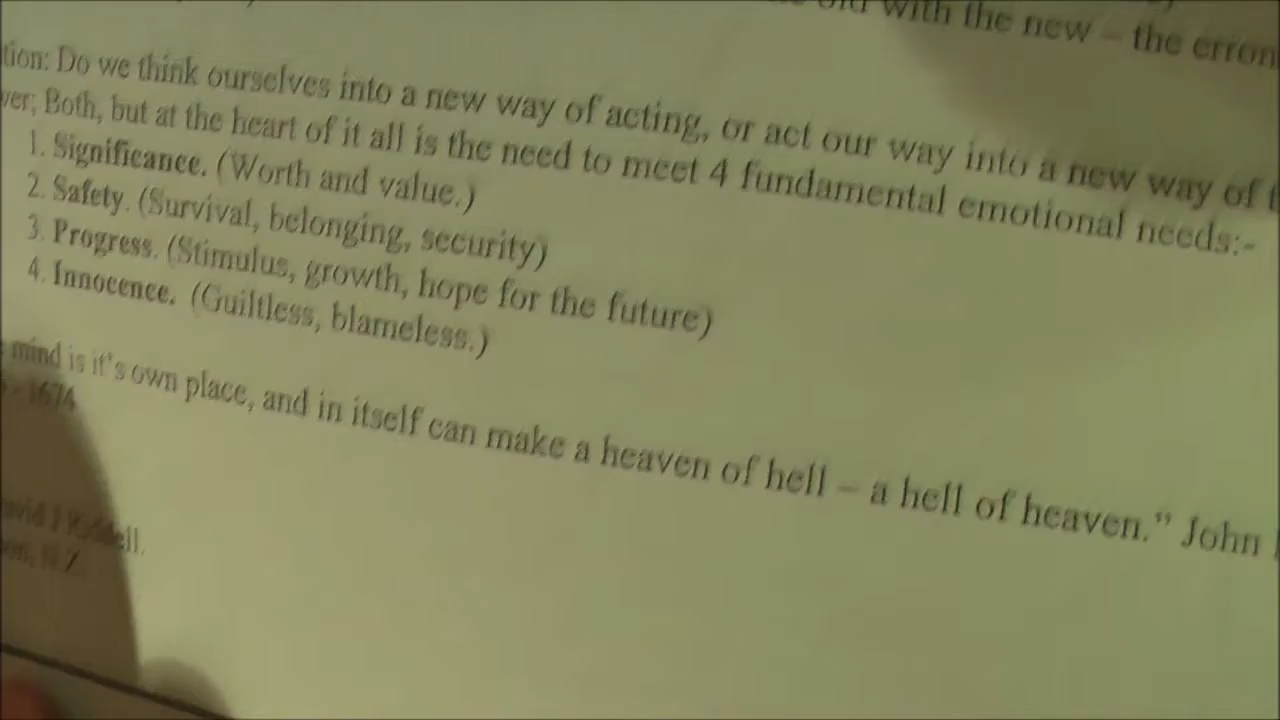 old with the new – the erron
tion: Do we think ourselves into a new way of acting, or act our way into a new way of t
wer; Both, but at the heart of it all is the need to meet 4 fundamental emotional needs:-
1. Significance. (Worth and value.)
2. Safety. (Survival, belonging, security)
3. Progress. (Stimulus, growth, hope for the future)
4. Innocence. (Guiltless, blameless.)
mind is it's own place, and in itself can make a heaven of hell – a hell of heaven.” John
- 1674